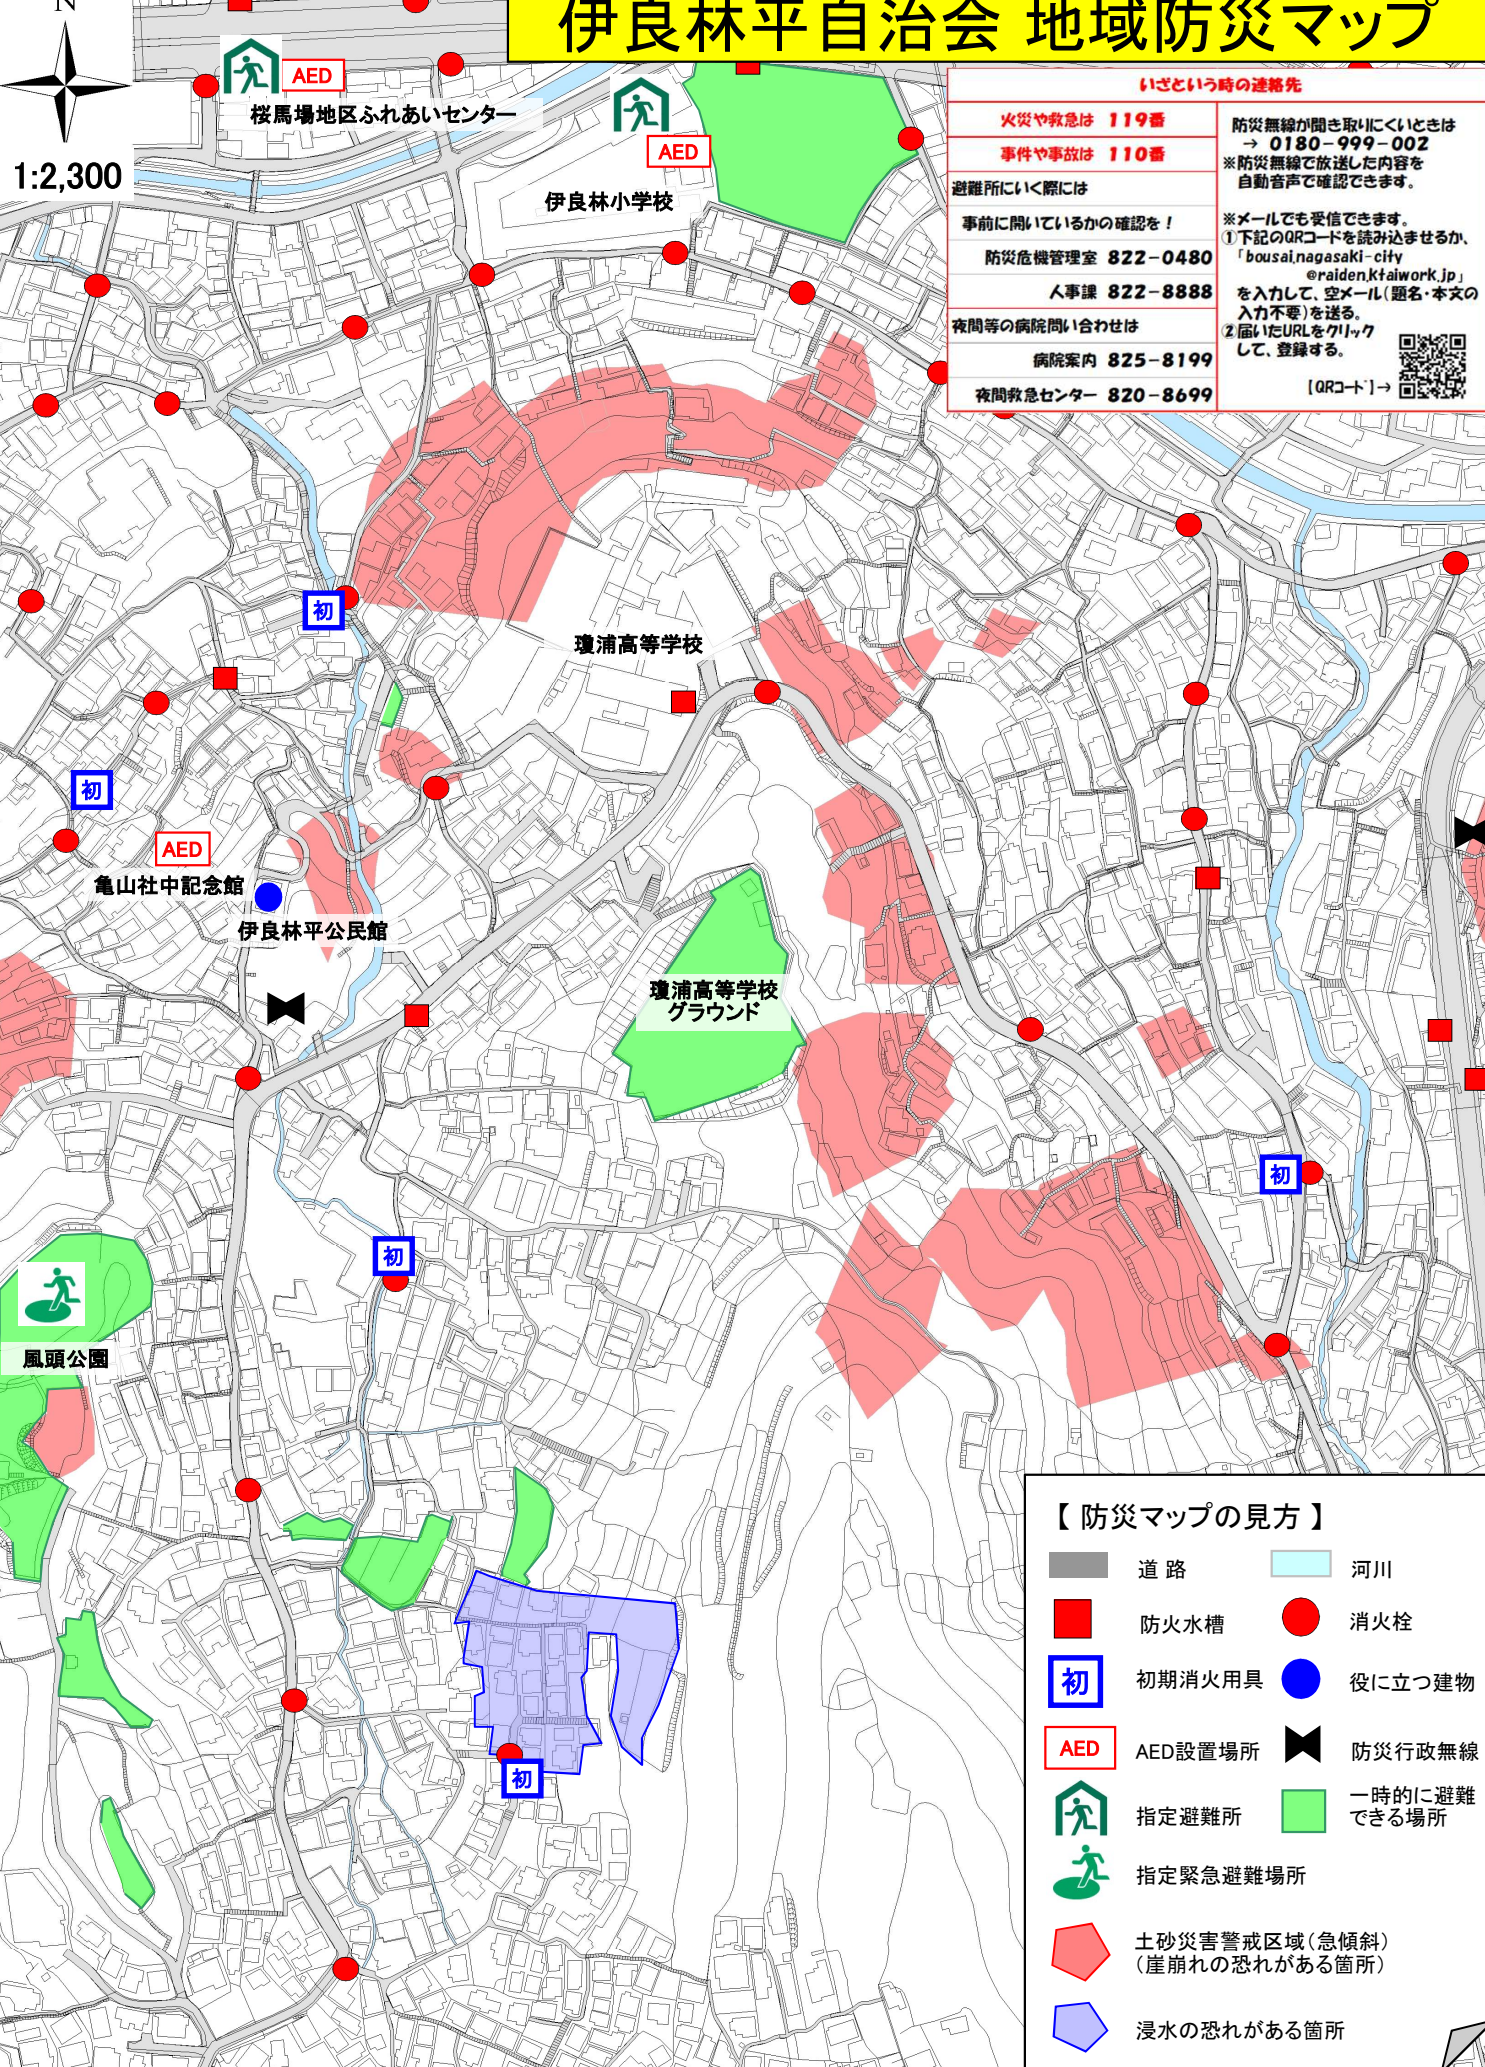 伊良林平自治会 地域防災マップ
N
1:2,300
AED
桜馬場地区ふれあいセンター
AED
伊良林小学校
いざという時の連絡先
火災や救急は 119番
事件や事故は 110番
避難所にいく際には
事前に開いているかの確認を！
防災危機管理室 822-0480
人事課 822-8888
夜間等の病院問い合わせは
病院案内 825-8199
夜間救急センター 820-8699
防災無線が聞き取りにくいときは
→ 0180-999-002
※防災無線で放送した内容を
自動音声で確認できます。
※メールでも受信できます。
①下記のQRコードを読み込ませるか、
「bousai.nagasaki-city
@raiden.ktaiwork.jp」
を入力して、空メール(題名・本文の
入力不要)を送る。
②届いたURLをクリック
して、登録する。
[QRコード]→
初
瓊浦高等学校
初
AED
亀山社中記念館
伊良林平公民館
瓊浦高等学校
グラウンド
初
初
風頭公園
初
【 防災マップの見方 】
道 路
河川
防火水槽
消火栓
初
初期消火用具
役に立つ建物
AED
AED設置場所
防災行政無線
指定避難所
一時的に避難
できる場所
指定緊急避難場所
土砂災害警戒区域(急傾斜)
(崖崩れの恐れがある箇所)
浸水の恐れがある箇所